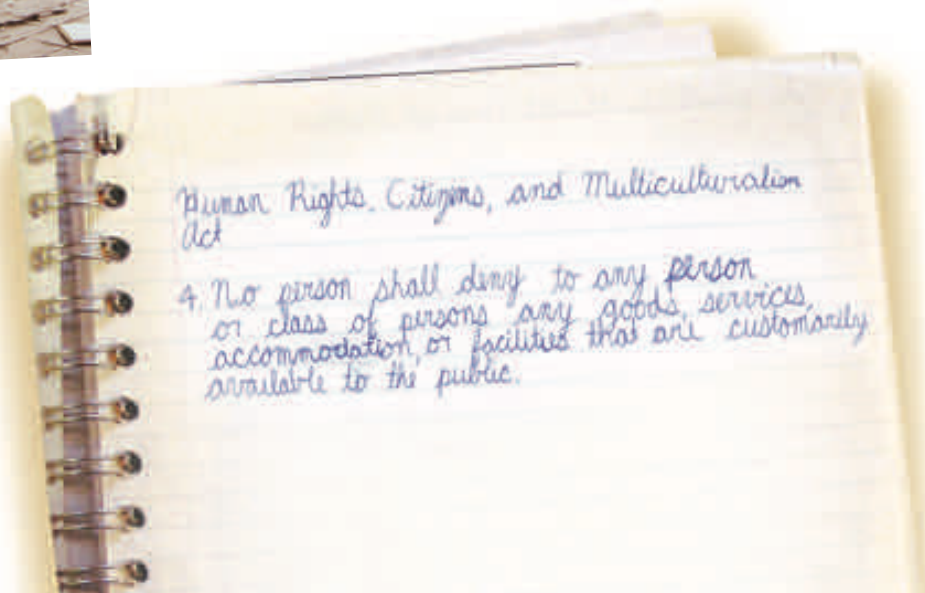 Human Rights, Citizens, and Multiculturalism
Act
4. No person shall deny to any person
or class of persons any goods, services,
accommodation, or facilities that are customarily
available to the public.